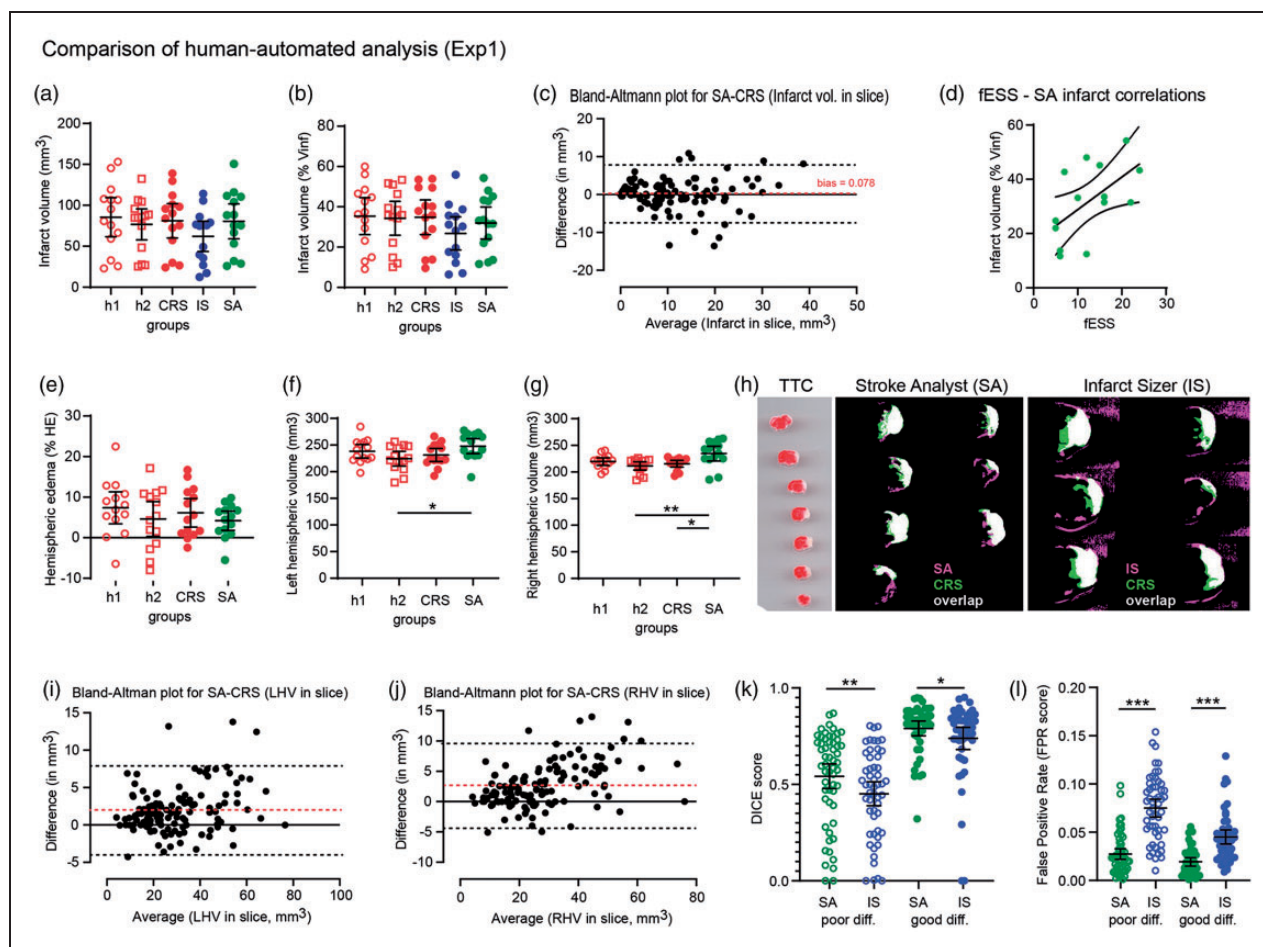 Comparison of human-automated analysis (Exp1)
(a)
Infarct volume (mm3)
200
150
100
50
0
h1 h2 CRS IS SA
groups
(b)
Infarct volume (% Vinf)
80
60
40
20
0
h1 h2 CRS IS SA
groups
(c)
Bland-Altmann plot for SA-CRS (Infarct vol. in slice)
Difference (in mm3)
20
10
0
-10
-20
bias = 0.078
0 10 20 30 40 50
Average (Infarct in slice, mm3)
(d)
fESS - SA infarct correlations
Infarct volume (% Vinf)
60
40
20
0
0 10 20 30
fESS
(e)
Hemispheric edema (% HE)
30
20
10
0
-10
h1 h2 CRS SA
groups
(f)
Left hemispheric volume (mm3)
300
250
200
150
100
50
0
*
h1 h2 CRS SA
groups
(g)
Right hemispheric volume (mm3)
300
250
200
150
100
50
0
**
*
h1 h2 CRS SA
groups
(h)
TTC
Stroke Analyst (SA)
Infarct Sizer (IS)
SA
CRS
overlap
IS
CRS
overlap
(i)
Bland-Altman plot for SA-CRS (LHV in slice)
Difference (in mm3)
15
10
5
0
-5
0 20 40 60 80 100
Average (LHV in slice, mm3)
(j)
Bland-Altmann plot for SA-CRS (RHV in slice)
Difference (in mm3)
15
10
5
0
-5
-10
0 20 40 60 80
Average (RHV in slice, mm3)
(k)
DICE score
1.0
0.5
0.0
**
*
SA IS SA IS
poor diff. good diff.
(l)
False Positive Rate (FPR score)
0.20
0.15
0.10
0.05
0.00
***
***
SA IS SA IS
poor diff. good diff.